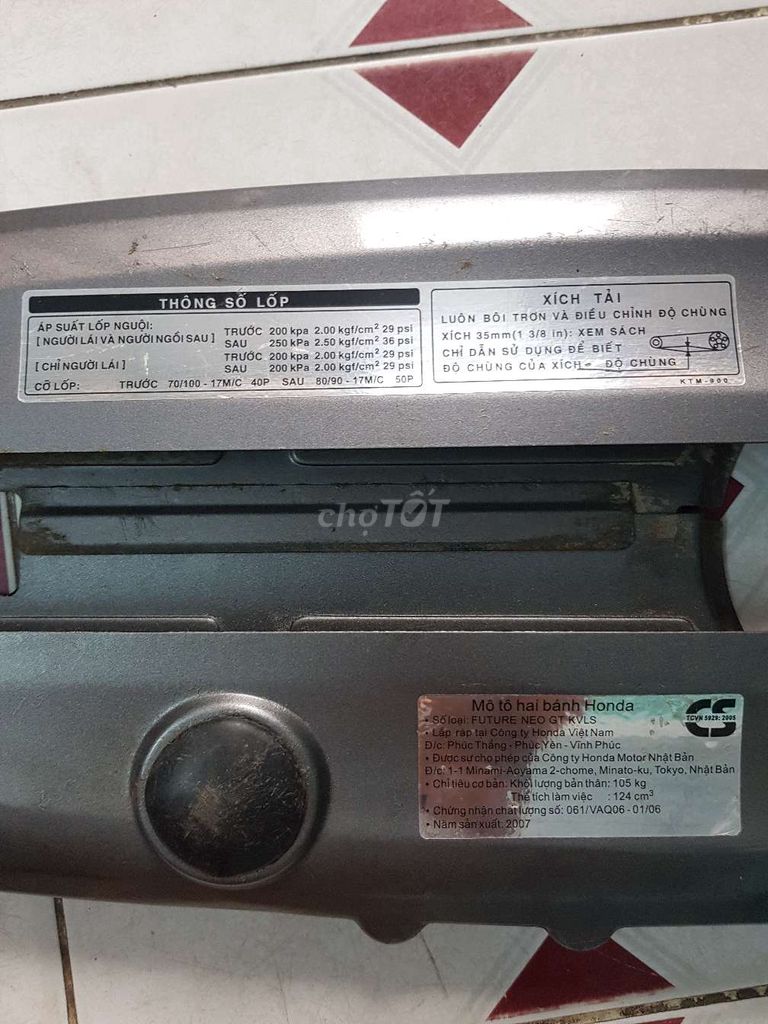 THÔNG SỐ LỐP
ÁP SUẤT LỐP NGUỘI:
[NGƯỜI LÁI VÀ NGƯỜI NGỒI SAU] TRƯỚC 200 kpa 2.00 kgf/cm² 29 psi
SAU 250 kpa 2.50 kgf/cm² 36 psi
[CHỈ NGƯỜI LÁI] TRƯỚC 200 kpa 2.00 kgf/cm² 29 psi
SAU 200 kpa 2.00 kgf/cm² 29 psi
CỠ LỐP: TRƯỚC 70/100 - 17M/C 40P SAU 80/90 - 17M/C 50P
XÍCH TẢI
LUÔN BÔI TRƠN VÀ ĐIỀU CHỈNH ĐỘ CHÙNG
XÍCH 35mm(1 3/8 in): XEM SÁCH
CHỈ DẪN SỬ DỤNG ĐỂ BIẾT
ĐỘ CHÙNG CỦA XÍCH ĐỘ CHÙNG
KTM-900
chợTỐT
Mô tô hai bánh Honda
• Số loại: FUTURE NEO GT KVLS
• Lắp ráp tại Công ty Honda Việt Nam
Đ/c: Phúc Thắng - Phúc Yên - Vĩnh Phúc
• Được sự cho phép của Công ty Honda Motor Nhật Bản
Đ/c: 1-1 Minami-Aoyama 2-chome, Minato-ku, Tokyo, Nhật Bản
• Chỉ tiêu cơ bản: Khối lượng bản thân: 105 kg
Thể tích làm việc : 124 cm³
• Chứng nhận chất lượng số: 061/VAQ06 - 01/06
• Năm sản xuất: 2007
CS
TCVN 5929: 2005